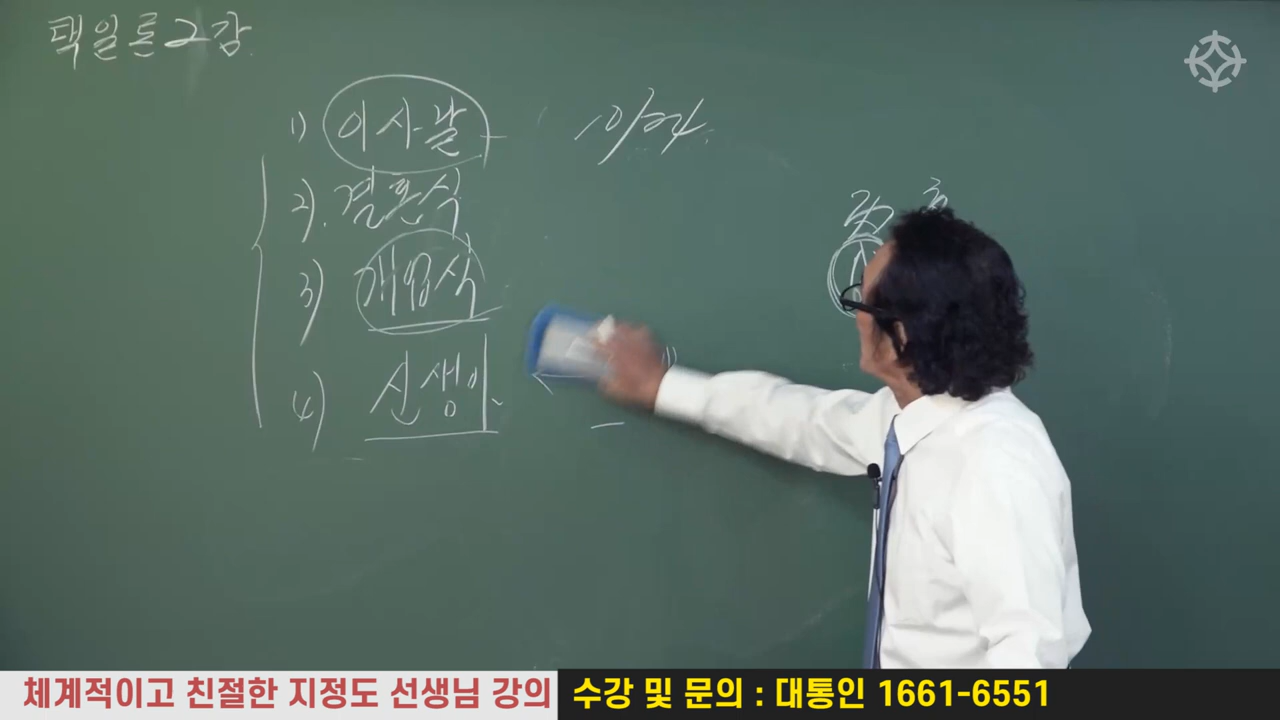 택일론 2강.
1) 이사날 10/24.
2). 결혼식
3) 개업식
4) 신생아.
체계적이고 친절한 지정도 선생님 강의 수강 및 문의 : 대통인 1661-6551